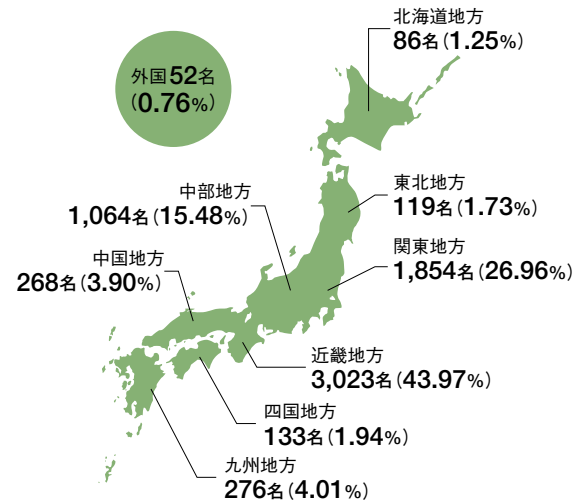 北海道地方
86名(1.25%)
外国52名
(0.76%)
東北地方
119名(1.73%)
中部地方
1,064名(15.48%)
関東地方
1,854名(26.96%)
中国地方
268名(3.90%)
近畿地方
3,023名(43.97%)
四国地方
133名(1.94%)
九州地方
276名(4.01%)